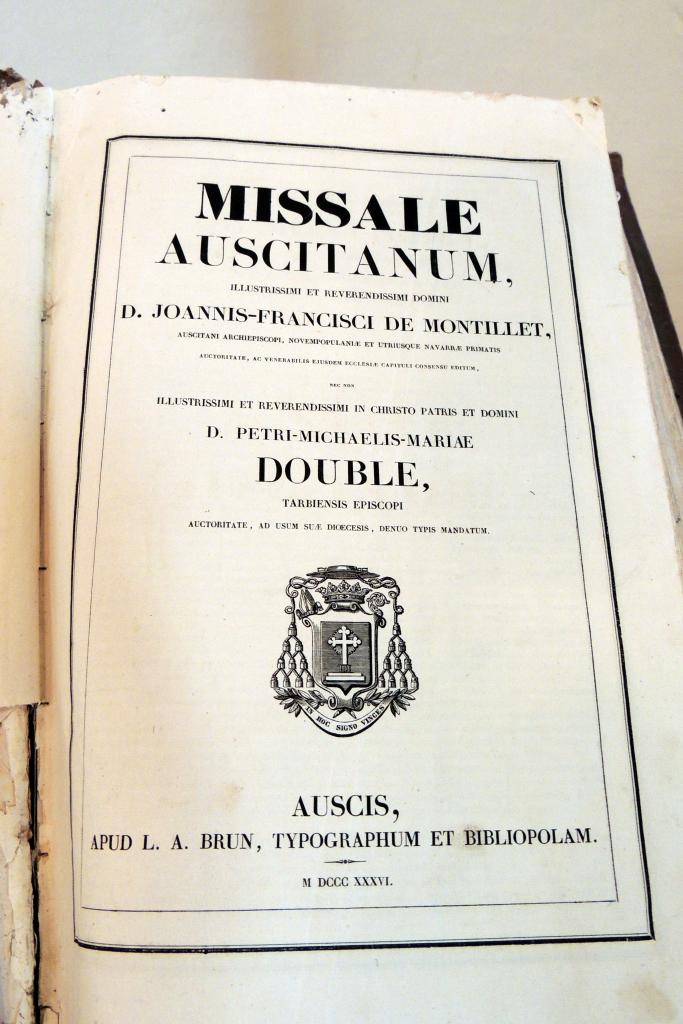 MISSALE
AUSCITANUM,
ILLUSTRISSIMI ET REVERENDISSIMI DOMINI
D. JOANNIS-FRANCISCI DE MONTILLET,
AUSCITANI ARCHIEPISCOPI, NOVEMPOPULANIÆ ET UTRIUSQUE NAVARRÆ PRIMATIS
AUCTORITATE, AC VENERABILIS EJUSDEM ECCLESIÆ CAPITULI CONSENSU EDITUM,
NEC NON
ILLUSTRISSIMI ET REVERENDISSIMI IN CHRISTO PATRIS ET DOMINI
D. PETRI-MICHAELIS-MARIAE
DOUBLE,
TARBIENSIS EPISCOPI
AUCTORITATE, AD USUM SUÆ DIOECESIS, DENUO TYPIS MANDATUM.
IN HOC SIGNO VINCES
AUSCIS,
APUD L. A. BRUN, TYPOGRAPHUM ET BIBLIOPOLAM.
M DCCC XXXVI.